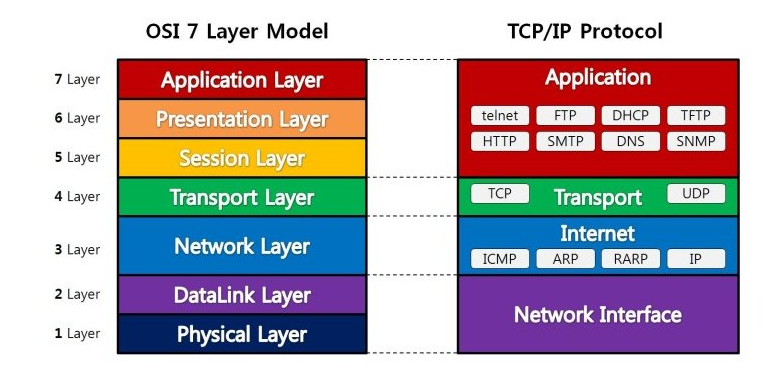 OSI 7 Layer Model
TCP/IP Protocol
7 Layer
Application Layer
6 Layer
Presentation Layer
5 Layer
Session Layer
4 Layer
Transport Layer
3 Layer
Network Layer
2 Layer
DataLink Layer
1 Layer
Physical Layer
Application
telnet FTP DHCP TFTP
HTTP SMTP DNS SNMP
TCP Transport UDP
Internet
ICMP ARP RARP IP
Network Interface